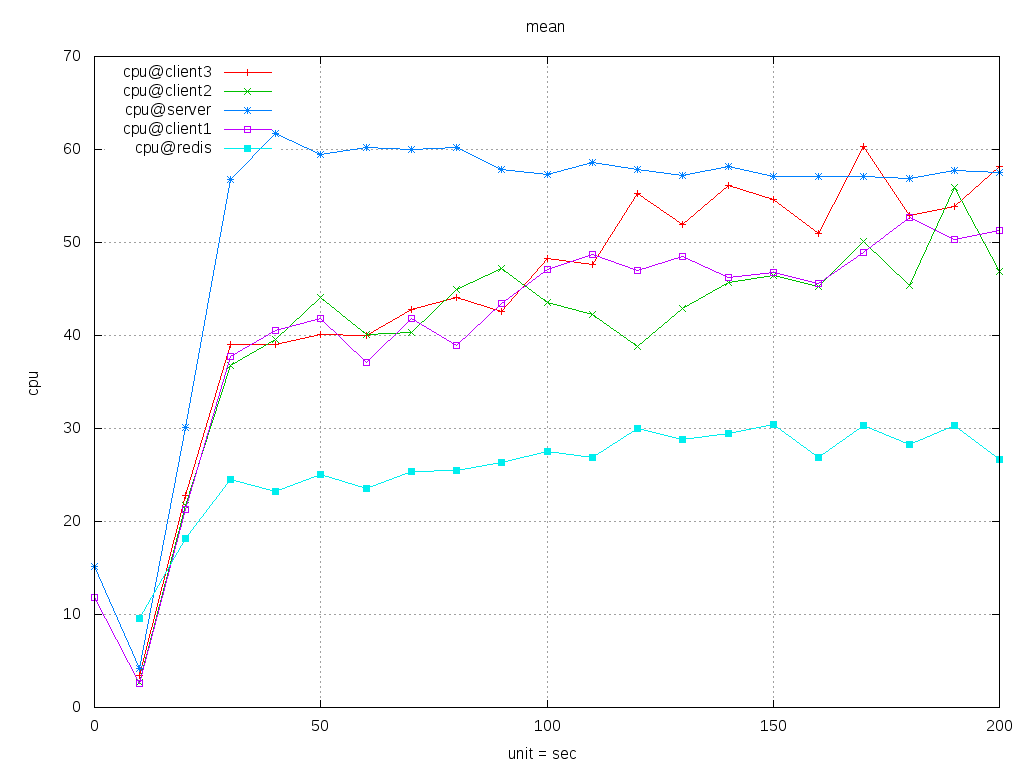 mean
70
60
50
40
30
20
10
0
cpu
cpu@client3
cpu@client2
cpu@server
cpu@client1
cpu@redis
0 50 100 150 200
unit = sec